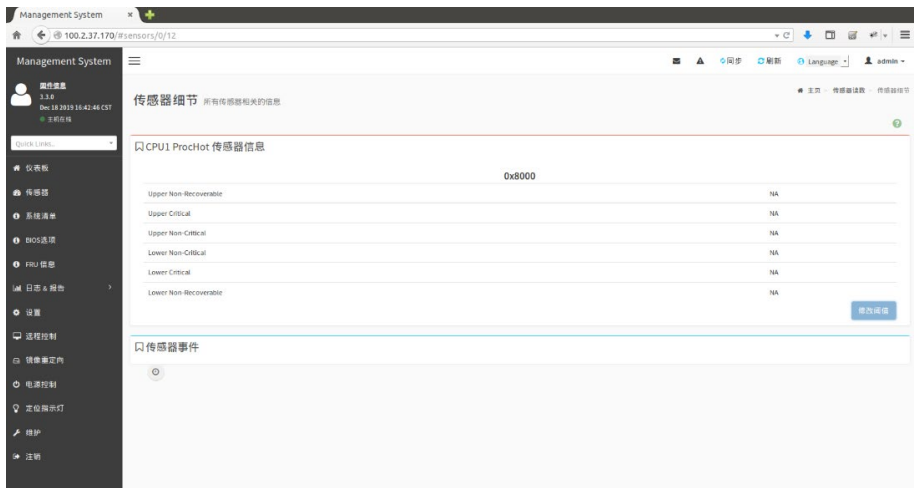 Management System
100.2.37.170/#sensors/0/12
Management System
同步
刷新
Language
admin
固件信息
3.3.0
Dec 18 2019 16:42:46 CST
主机在线
传感器细节 所有传感器相关的信息
主页 - 传感器读数 - 传感器细节
Quick Links...
CPU1 ProcHot 传感器信息
0x8000
Upper Non-Recoverable NA
Upper Critical NA
Upper Non-Critical NA
Lower Non-Critical NA
Lower Critical NA
Lower Non-Recoverable NA
修改阈值
传感器事件
仪表板
传感器
系统清单
BIOS选项
FRU 信息
日志 & 报告
设置
远程控制
镜像重定向
电源控制
定位指示灯
维护
注销